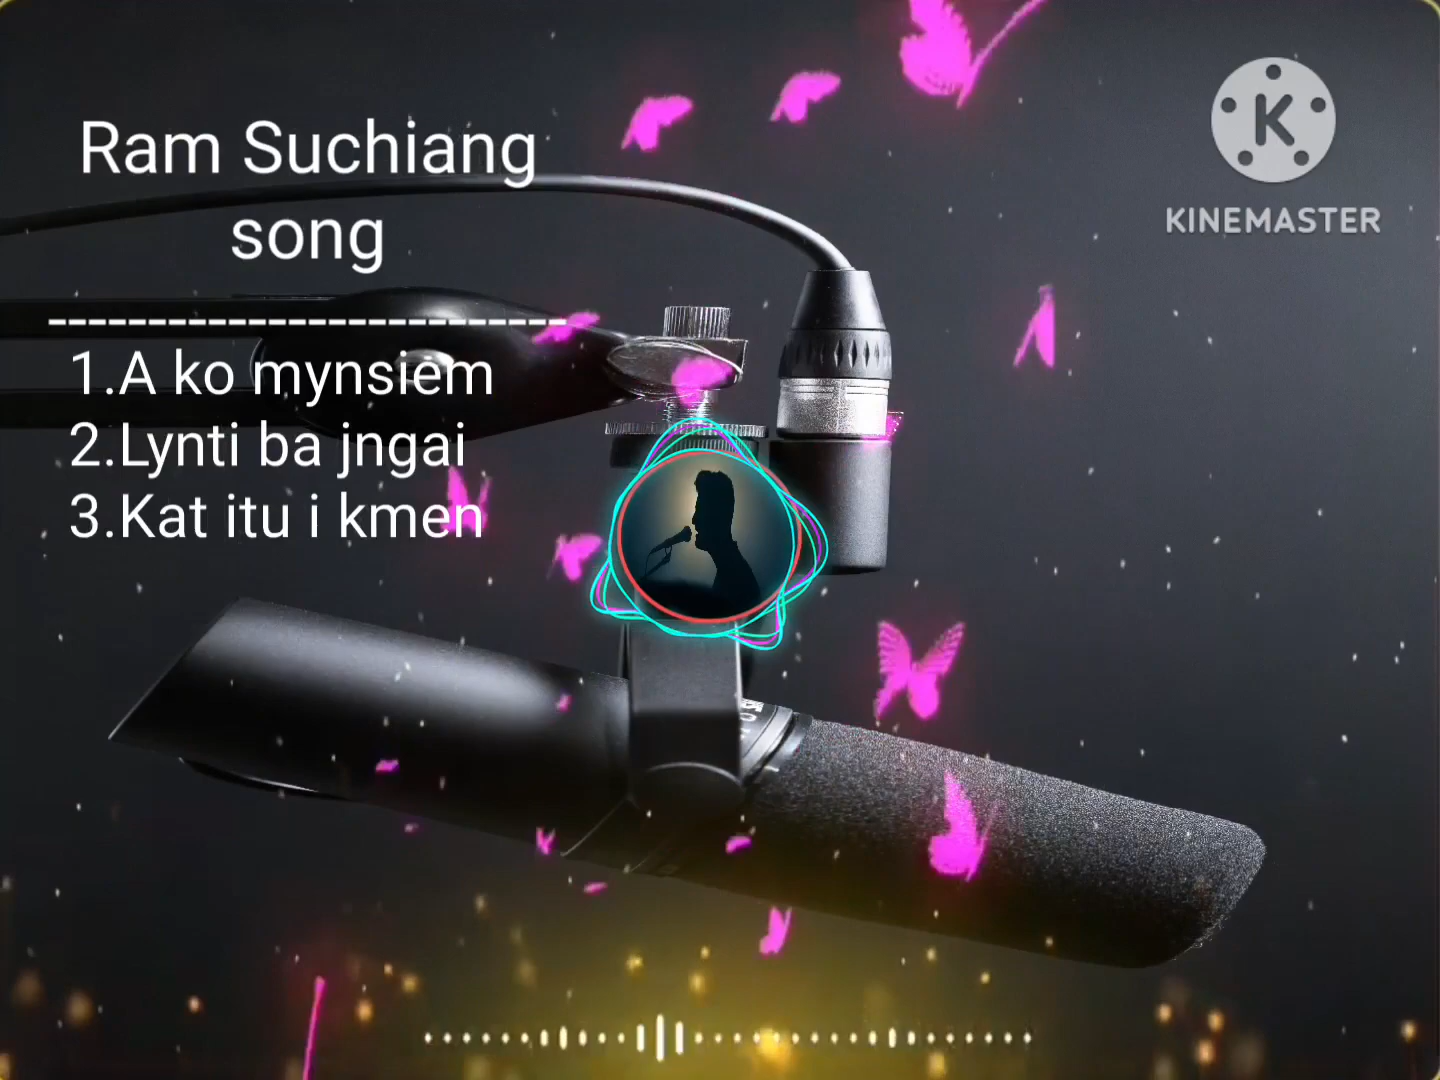 Ram Suchiang
song
--------------------------
1.A ko mynsiem
2.Lynti ba jngai
3.Kat itu i kmen
K
KINEMASTER